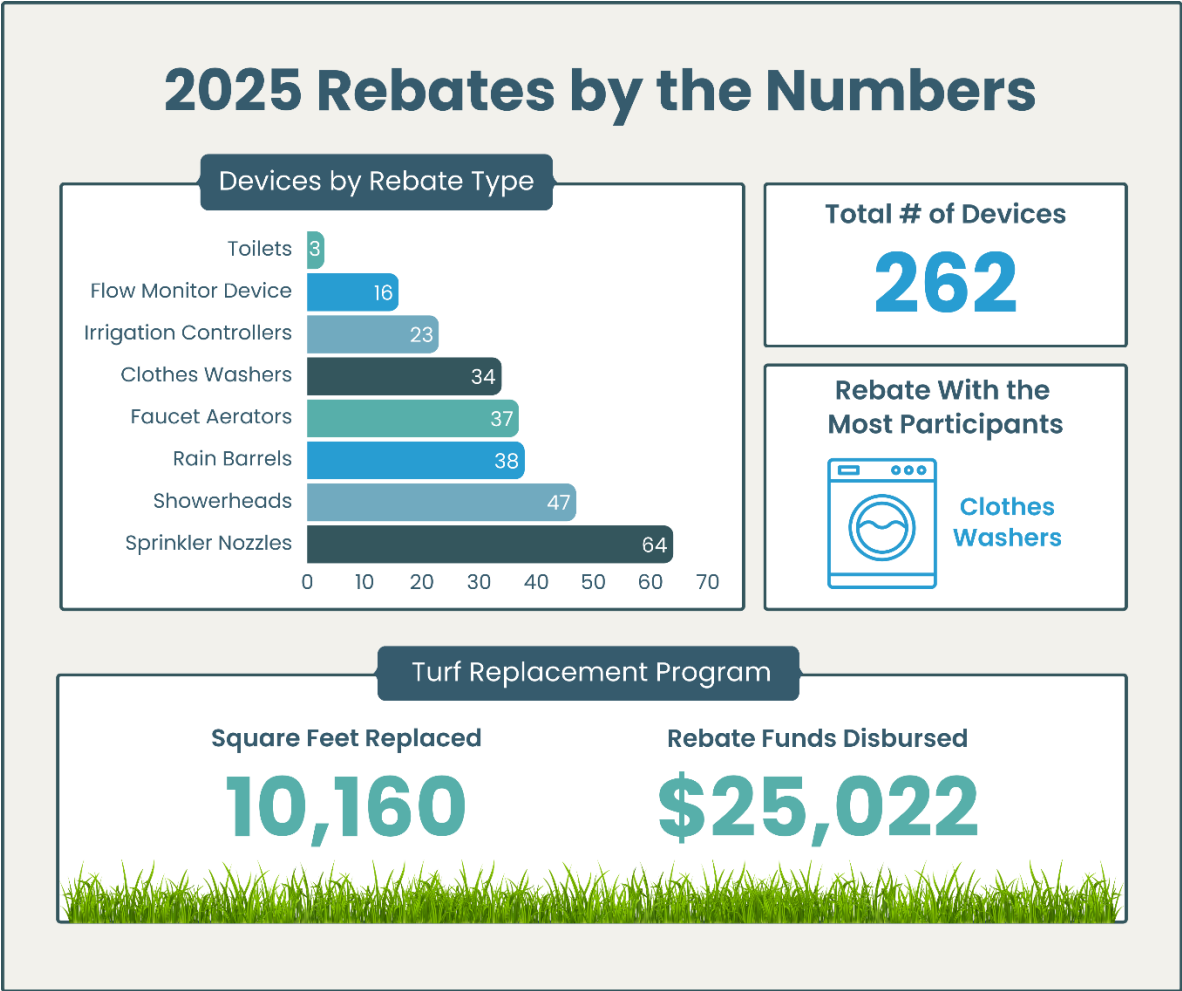 2025 Rebates by the Numbers
Devices by Rebate Type
Toilets 3
Flow Monitor Device 16
Irrigation Controllers 23
Clothes Washers 34
Faucet Aerators 37
Rain Barrels 38
Showerheads 47
Sprinkler Nozzles 64
0 10 20 30 40 50 60 70
Total # of Devices
262
Rebate With the
Most Participants
Clothes
Washers
Turf Replacement Program
Square Feet Replaced
10,160
Rebate Funds Disbursed
$25,022